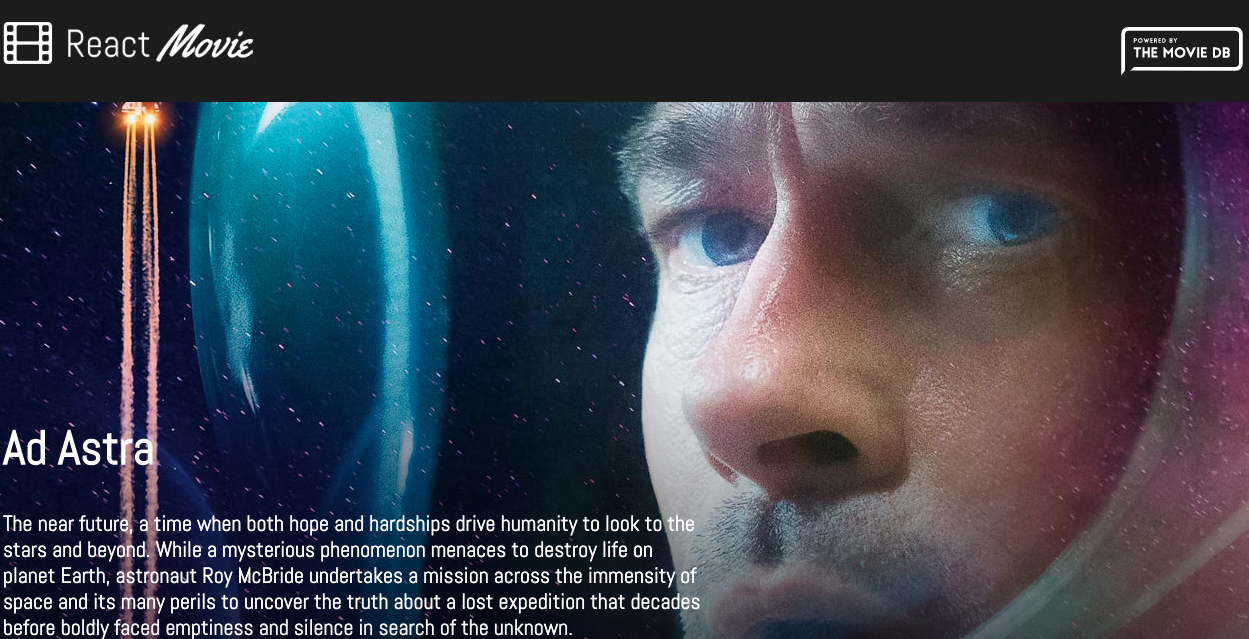 React Movie
POWERED BY
THE MOVIE DB
Ad Astra
The near future, a time when both hope and hardships drive humanity to look to the
stars and beyond. While a mysterious phenomenon menaces to destroy life on
planet Earth, astronaut Roy McBride undertakes a mission across the immensity of
space and its many perils to uncover the truth about a lost expedition that decades
before boldly faced emptiness and silence in search of the unknown.